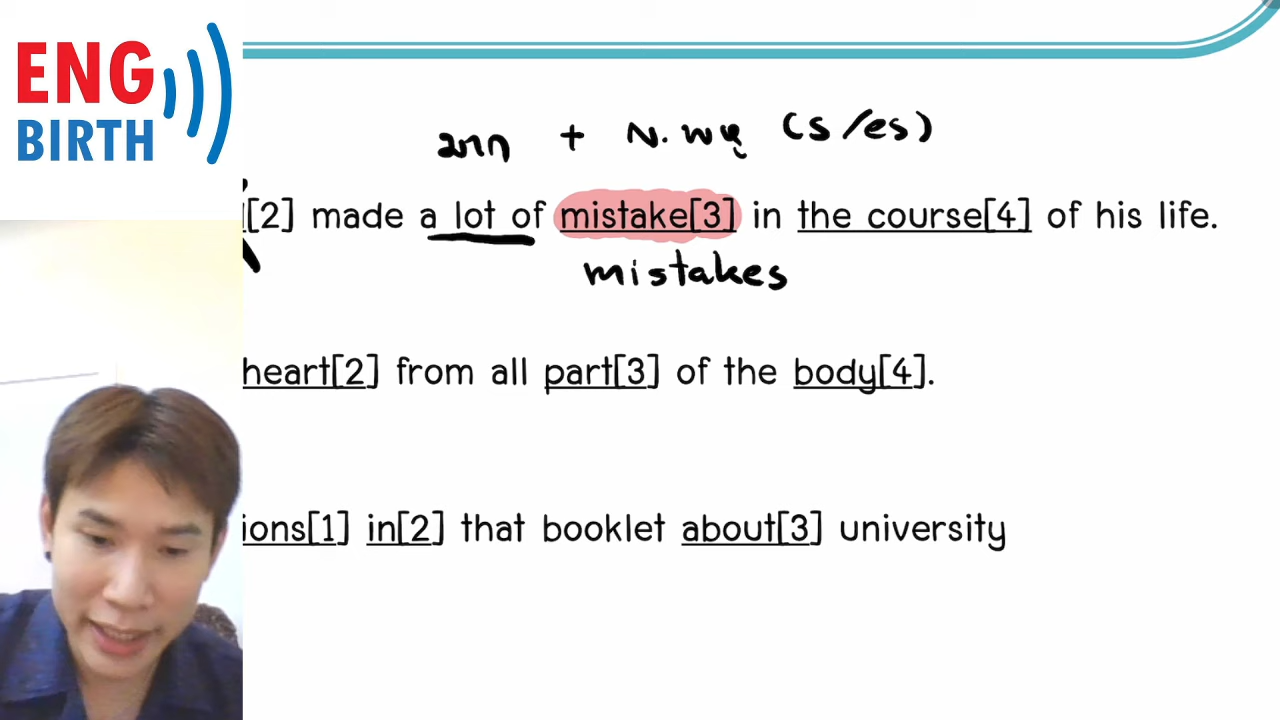 ENG
BIRTH
มาก + N. พหู (s/es)
[2] made a lot of mistake[3] in the course[4] of his life.
mistakes
heart[2] from all part[3] of the body[4].
ions[1] in[2] that booklet about[3] university